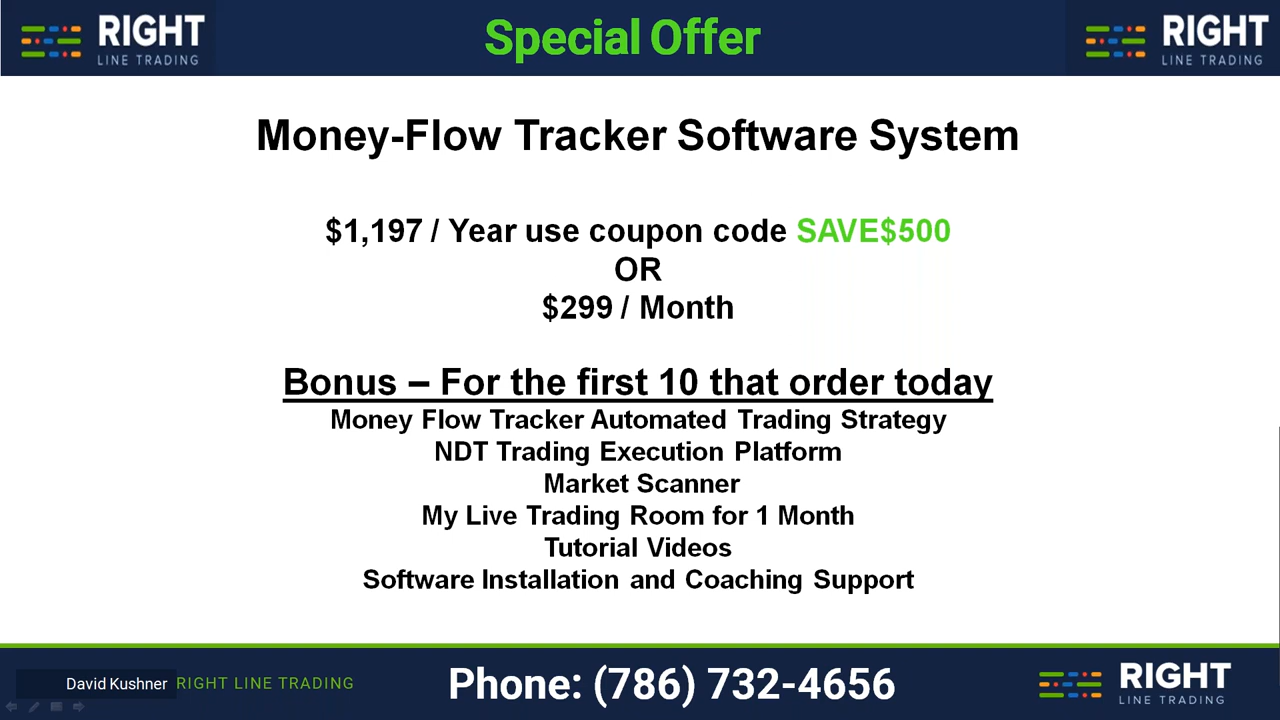 RIGHT
LINE TRADING
Special Offer
RIGHT
LINE TRADING
Money-Flow Tracker Software System
$1,197 / Year use coupon code SAVE$500
OR
$299 / Month
Bonus – For the first 10 that order today
Money Flow Tracker Automated Trading Strategy
NDT Trading Execution Platform
Market Scanner
My Live Trading Room for 1 Month
Tutorial Videos
Software Installation and Coaching Support
David Kushner RIGHT LINE TRADING
Phone: (786) 732-4656
RIGHT
LINE TRADING